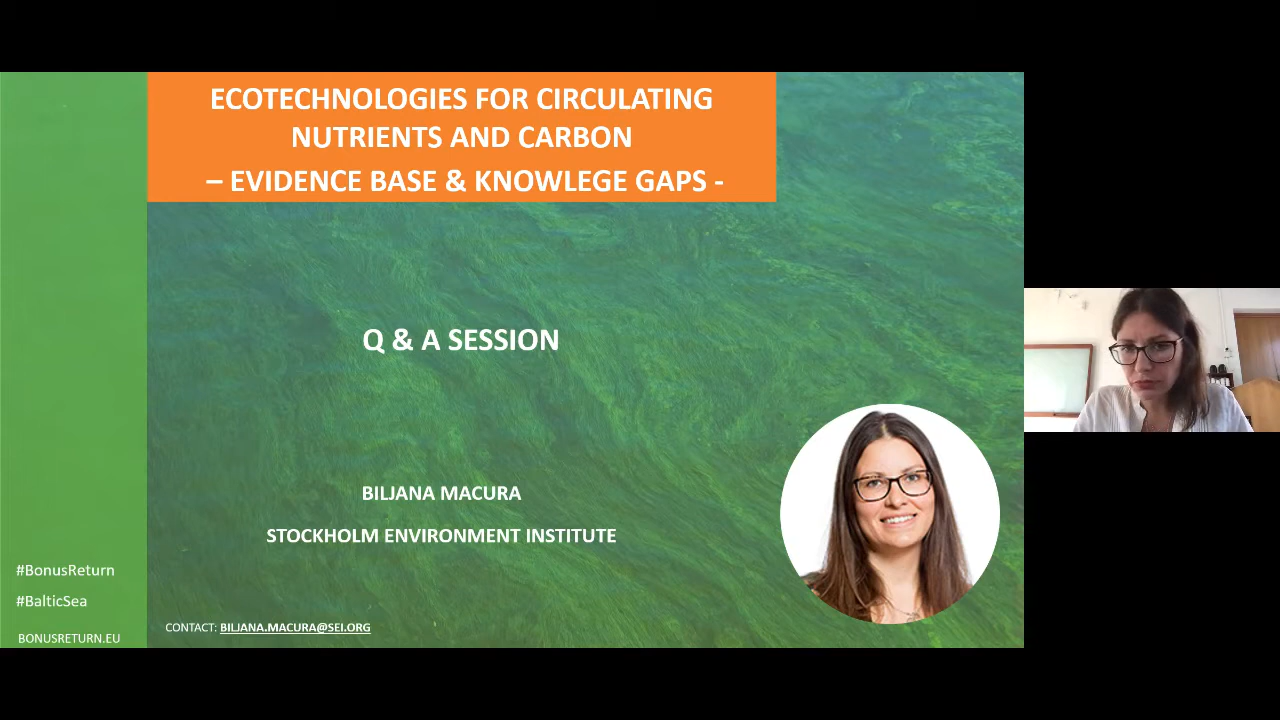 ECOTECHNOLOGIES FOR CIRCULATING
NUTRIENTS AND CARBON
– EVIDENCE BASE & KNOWLEGE GAPS -
Q & A SESSION
BILJANA MACURA
STOCKHOLM ENVIRONMENT INSTITUTE
#BonusReturn
#BalticSea
BONUSRETURN.EU
CONTACT: BILJANA.MACURA@SEI.ORG